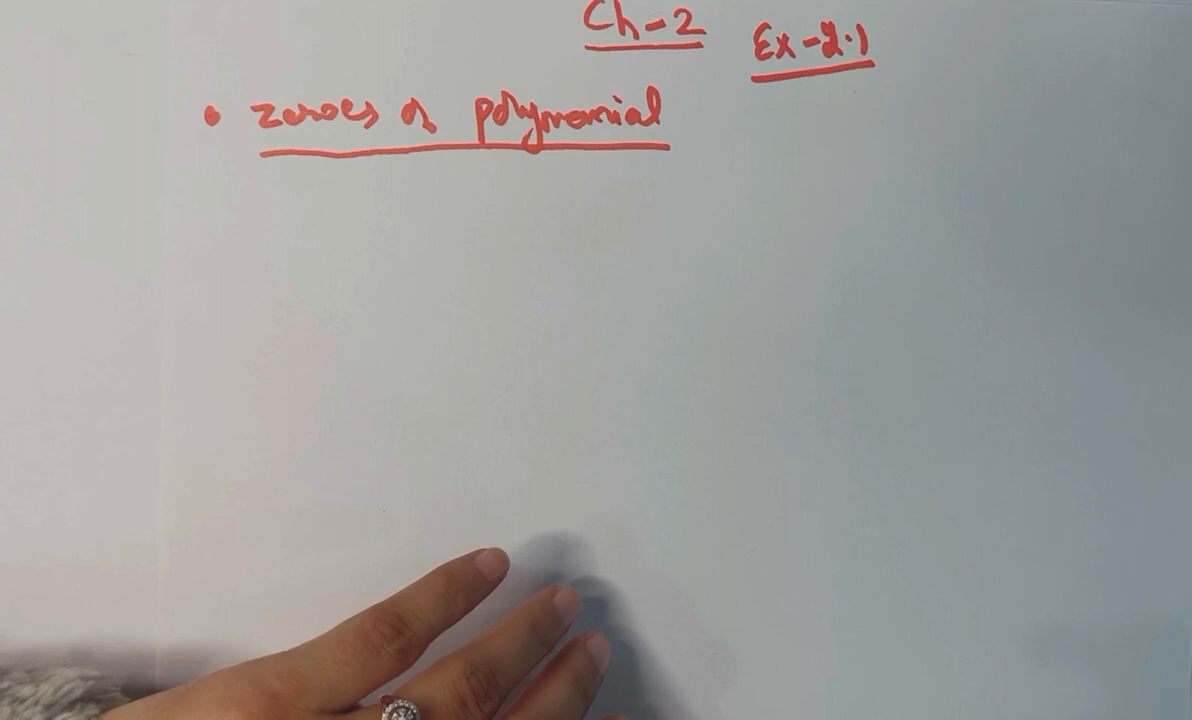 Ch-2 Ex-2.1
• zeroes of polynomial